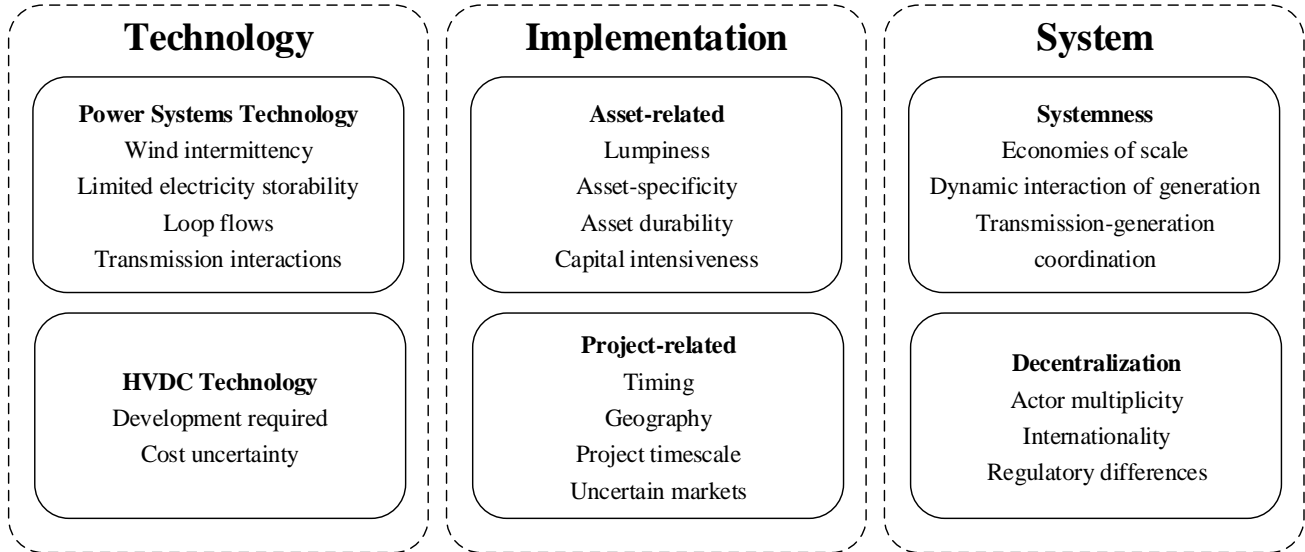 Technology
Power Systems Technology
Wind intermittency
Limited electricity storability
Loop flows
Transmission interactions
HVDC Technology
Development required
Cost uncertainty
Implementation
Asset-related
Lumpiness
Asset-specificity
Asset durability
Capital intensiveness
Project-related
Timing
Geography
Project timescale
Uncertain markets
System
Systemness
Economies of scale
Dynamic interaction of generation
Transmission-generation
coordination
Decentralization
Actor multiplicity
Internationality
Regulatory differences